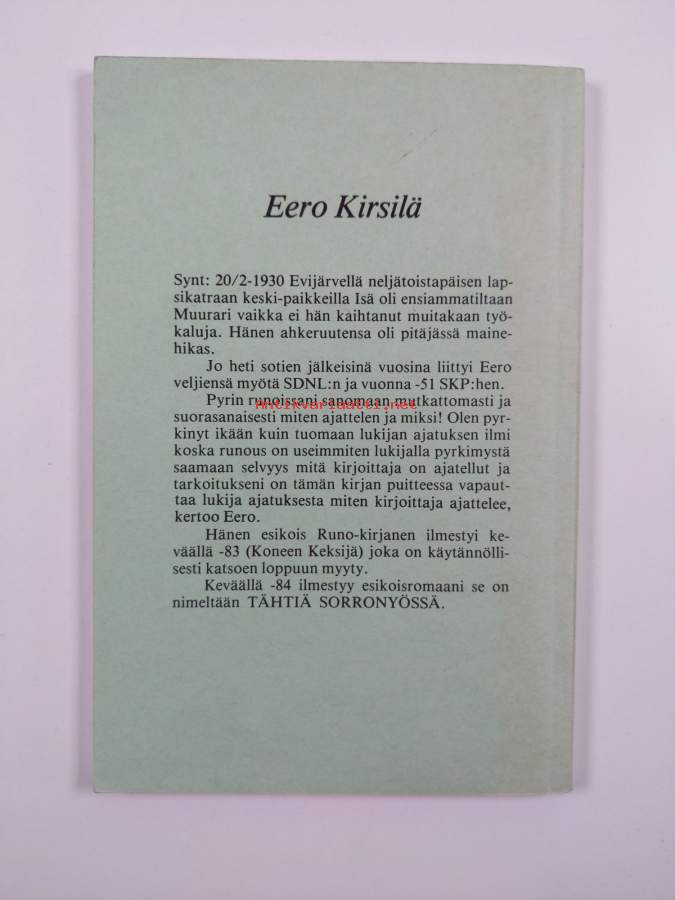 Eero Kirsilä
Synt: 20/2-1930 Evijärvellä neljätoistapäisen lap-
sikatraan keski-paikkeilla Isä oli ensiammatiltaan
Muurari vaikka ei hän kaihtanut muitakaan työ-
kaluja. Hänen ahkeruutensa oli pitäjässä maine-
hikas.
Jo heti sotien jälkeisinä vuosina liittyi Eero
veljiensä myötä SDNL:n ja vuonna -51 SKP:hen.
Pyrin runoissani sanomaan mutkattomasti ja
Antikvariaatti.net
suorasanaisesti miten ajattelen ja miksi! Olen pyr-
kinyt ikään kuin tuomaan lukijan ajatuksen ilmi
koska runous on useimmiten lukijalla pyrkimystä
saamaan selvyys mitä kirjoittaja on ajatellut ja
tarkoitukseni on tämän kirjan puitteessa vapaut-
taa lukija ajatuksesta miten kirjoittaja ajattelee,
kertoo Eero.
Hänen esikois Runo-kirjanen ilmestyi ke-
väällä -83 (Koneen Keksijä) joka on käytännölli-
sesti katsoen loppuun myyty.
Keväällä -84 ilmestyy esikoisromaani se on
nimeltään TÄHTIÄ SORRONYÖSSÄ.